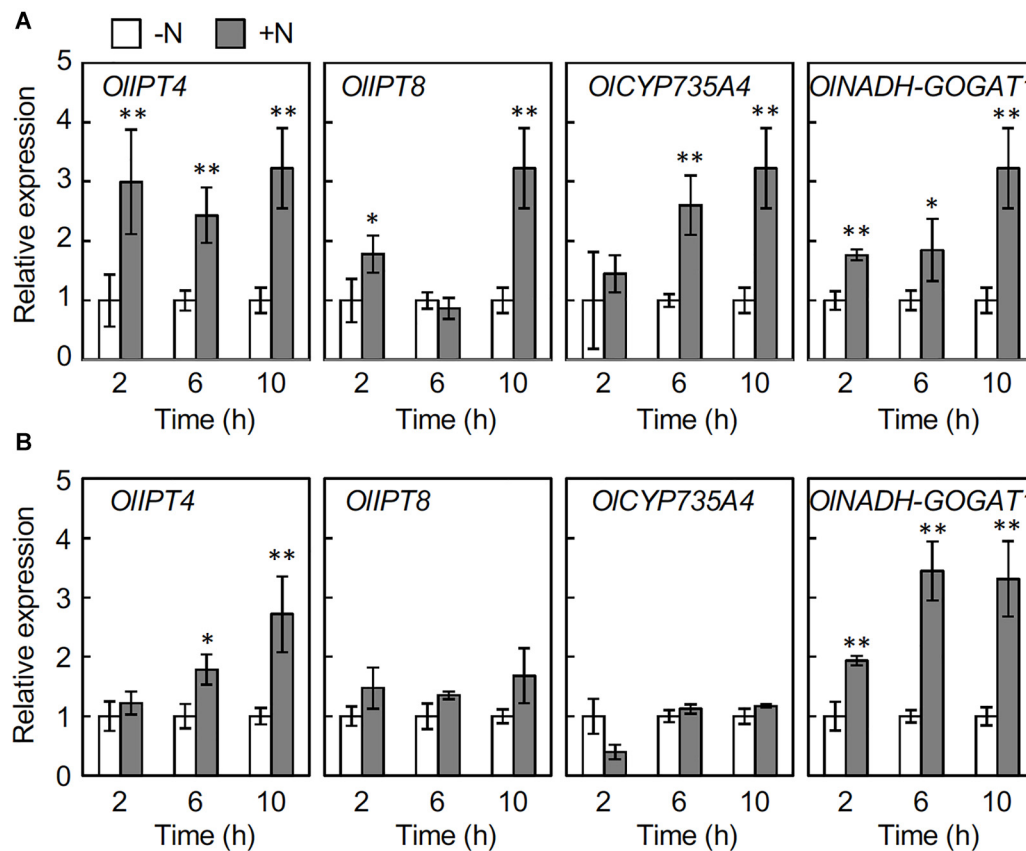 A
-N +N
5
4
3
2
1
0
Relative expression
OlIPT4
**
**
**
2 6 10
Time (h)
OlIPT8
*
**
2 6 10
Time (h)
OlCYP735A4
**
**
2 6 10
Time (h)
OlNADH-GOGAT1
**
*
**
2 6 10
Time (h)
B
5
4
3
2
1
0
Relative expression
OlIPT4
*
**
2 6 10
Time (h)
OlIPT8
2 6 10
Time (h)
OlCYP735A4
2 6 10
Time (h)
OlNADH-GOGAT1
**
**
**
2 6 10
Time (h)